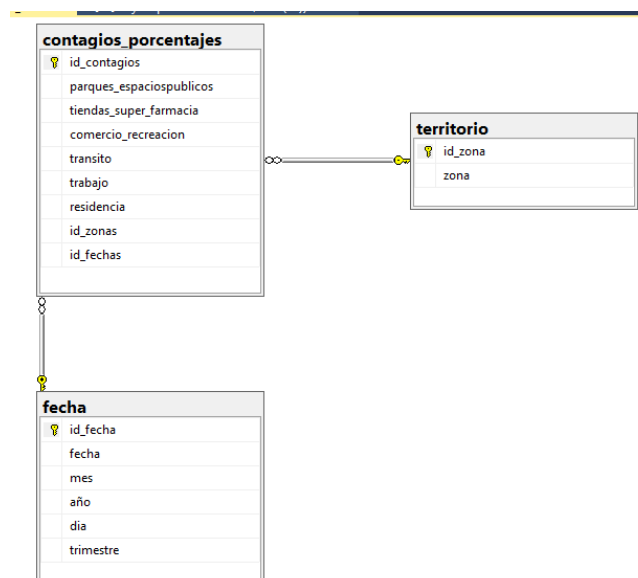 contagios_porcentajes
id_contagios
parques_espaciospublicos
tiendas_super_farmacia
comercio_recreacion
transito
trabajo
residencia
id_zonas
id_fechas
territorio
id_zona
zona
fecha
id_fecha
fecha
mes
año
dia
trimestre